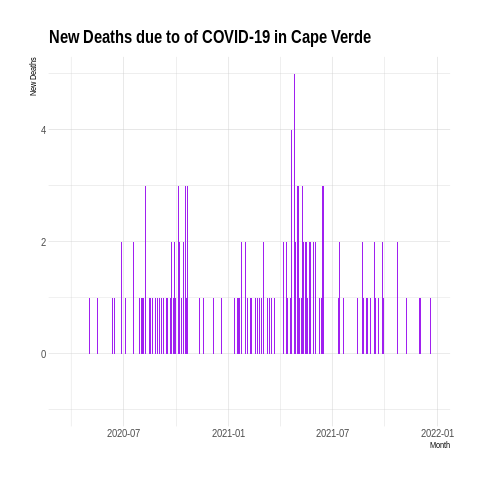 New Deaths due to of COVID-19 in Cape Verde
New Deaths
4
2
0
2020-07
2021-01
2021-07
2022-01
Month